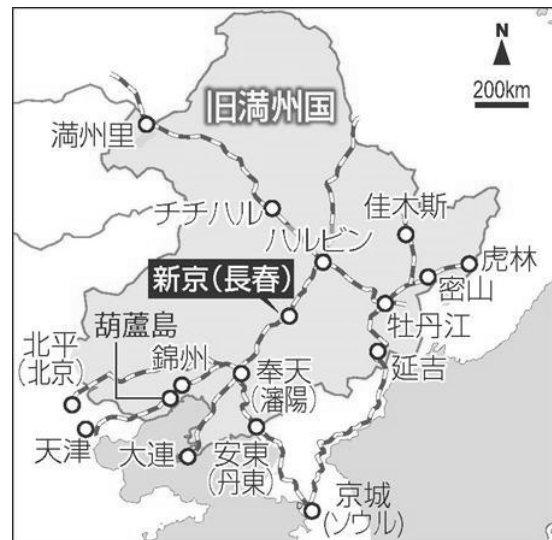 N
200km
旧満州国
満州里
チチハル
佳木斯
ハルビン
虎林
新京(長春)
密山
牡丹江
葫蘆島
北平
(北京)
錦州
奉天
(瀋陽)
延吉
天津
大連
安東
(丹東)
京城
(ソウル)